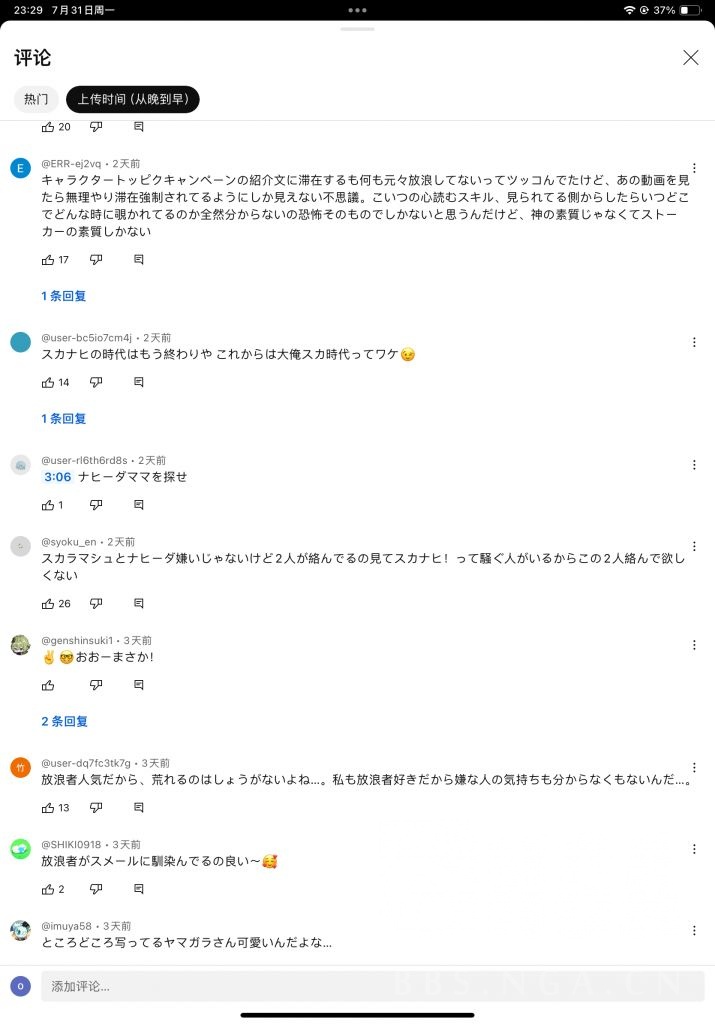 23:29 7月31日周一
37%
评论
热门
上传时间 (从晚到早)
20
E
@ERR-ej2vq • 2天前
キャラクタートッピクキャンペーンの紹介文に滞在するも何も元々放浪してないってツッコんでたけど、あの動画を見
たら無理やり滞在強制されてるようにしか見えない不思議。こいつの心読むスキル、見られてる側からしたらいつどこ
でどんな時に覗かれてるのか全然分からないの恐怖そのものでしかないと思うんだけど、神の素質じゃなくてストー
カーの素質しかない
17
1 条回复
@user-bc5io7cm4j • 2天前
スカナヒの時代はもう終わりや これからは大俺スカ時代ってワケ😉
14
1 条回复
@user-rl6th6rd8s • 2天前
3:06 ナヒーダママを探せ
1
@syoku_en • 2天前
スカラマシュとナヒーダ嫌いじゃないけど2人が絡んでるの見てスカナヒ！って騒ぐ人がいるからこの2人絡んで欲し
くない
26
@genshinsuki1 • 3天前
✌️🤓おおーまさか!
2 条回复
竹
@user-dq7fc3tk7g • 3天前
放浪者人気だから、荒れるのはしょうがないよね…。私も放浪者好きだから嫌な人の気持ちも分からなくもないんだ…。
13
@SHIKI0918 • 3天前
放浪者がスメールに馴染んでるの良い〜🥰
2
@imuya58 • 3天前
ところどころ写ってるヤマガラさん可愛いんだよな…
O
添加评论...
BBS.NGA.CN